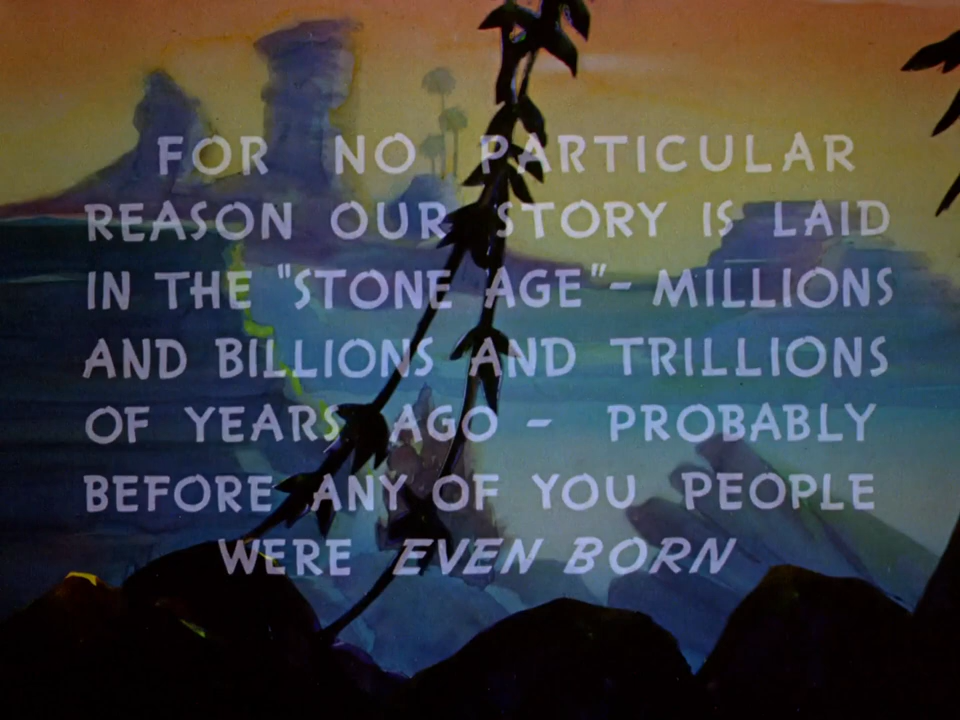 FOR NO PARTICULAR
REASON OUR STORY IS LAID
IN THE "STONE AGE" - MILLIONS
AND BILLIONS AND TRILLIONS
OF YEARS AGO - PROBABLY
BEFORE ANY OF YOU PEOPLE
WERE EVEN BORN